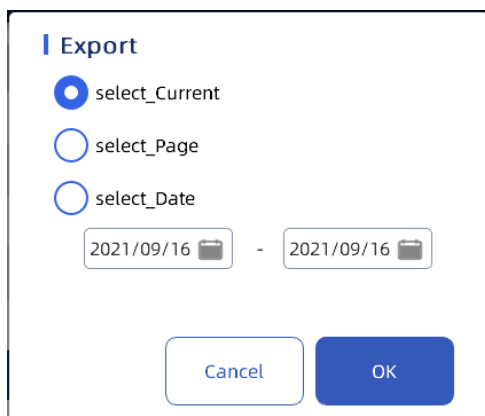 Export
select_Current
select_Page
select_Date
2021/09/16 - 2021/09/16
Cancel OK